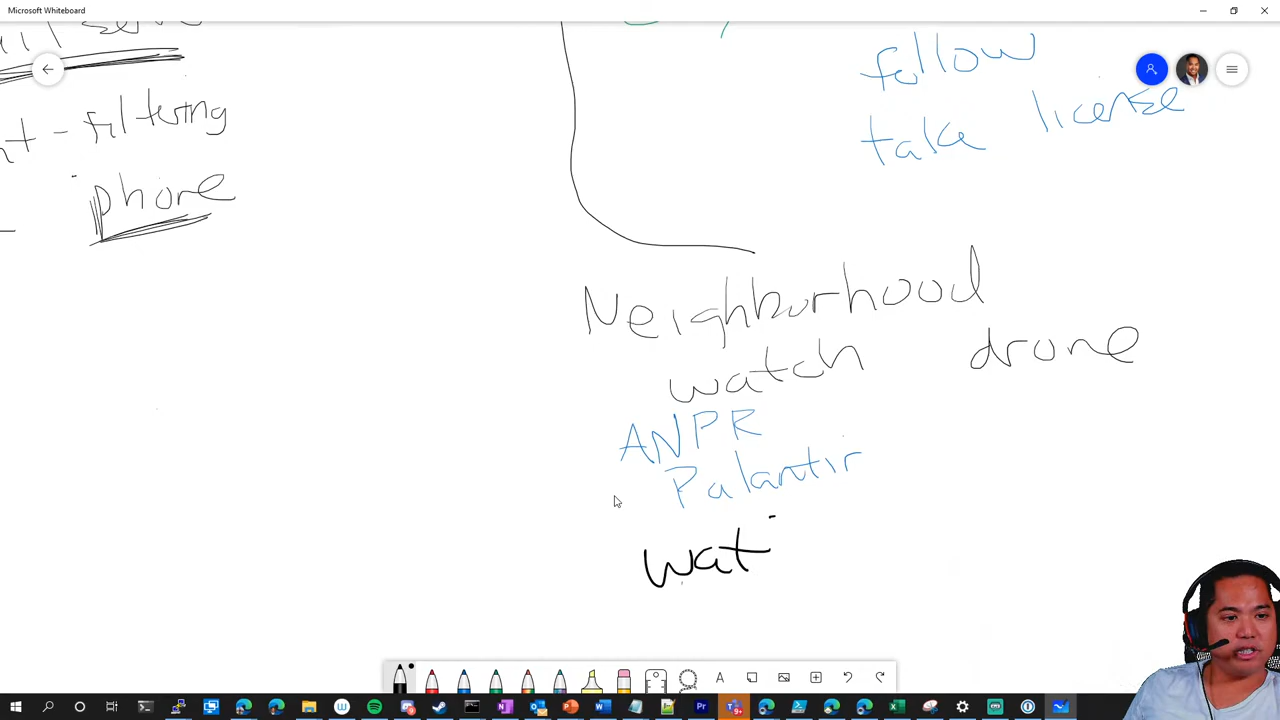 Microsoft Whiteboard
filtering
phone
follow
take license
Neighborhood
watch drone
ANPR
Palantir
wat